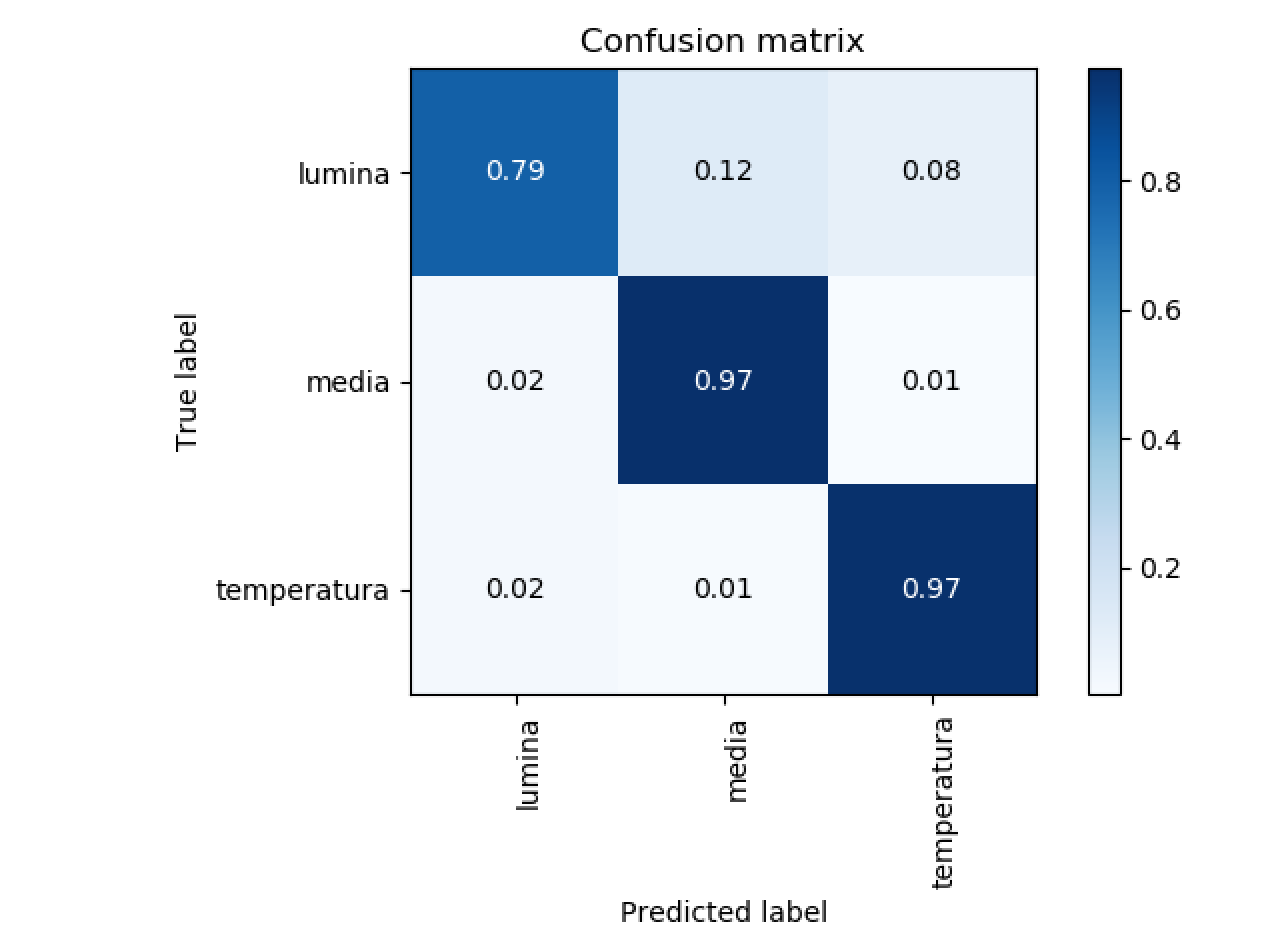 Confusion matrix
lumina
0.79 0.12 0.08
0.8
True label
media
0.02 0.97 0.01
0.6
0.4
temperatura
0.02 0.01 0.97
0.2
lumina
media
temperatura
Predicted label